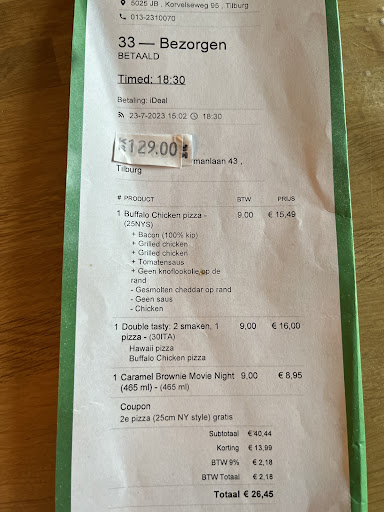 5025 JB , Korvelseweg 95 , Tilburg
013-2310070
33 — Bezorgen
BETAALD
Timed: 18:30
Betaling: iDeal
23-7-2023 15:02 18:30
129.00
manlaan 43 ,
Tilburg
# PRODUCT BTW PRIJS
1 Buffalo Chicken pizza - 9,00 € 15,49
(25NYS)
+ Bacon (100% kip)
+ Grilled chicken
+ Grilled chicken
+ Tomatensaus
+ Geen knoflookolie op de
rand
- Gesmolten cheddar op rand
- Geen saus
- Chicken
1 Double tasty: 2 smaken, 1 9,00 € 16,00
pizza - (30ITA)
Hawaii pizza
Buffalo Chicken pizza
1 Caramel Brownie Movie Night 9,00 € 8,95
(465 ml) - (465 ml)
Coupon
2e pizza (25cm NY style) gratis
Subtotaal € 40,44
Korting € 13,99
BTW 9% € 2,18
BTW Totaal € 2,18
Totaal € 26,45